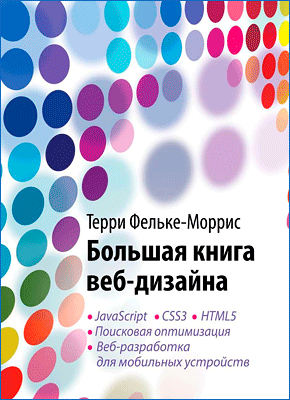 Терри Фельке-Моррис
Большая книга
веб-дизайна
• JavaScript • CSS3 • HTML5
• Поисковая оптимизация
• Веб-разработка
для мобильных устройств